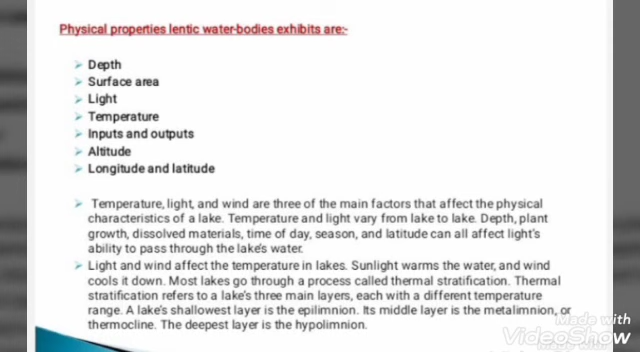 Physical properties lentic water-bodies exhibits are:-
➢ Depth
➢ Surface area
➢ Light
➢ Temperature
➢ Inputs and outputs
➢ Altitude
➢ Longitude and latitude
➢ Temperature, light, and wind are three of the main factors that affect the physical
characteristics of a lake. Temperature and light vary from lake to lake. Depth, plant
growth, dissolved materials, time of day, season, and latitude can all affect light's
ability to pass through the lake's water.
➢ Light and wind affect the temperature in lakes. Sunlight warms the water, and wind
cools it down. Most lakes go through a process called thermal stratification. Thermal
stratification refers to a lake's three main layers, each with a different temperature
range. A lake's shallowest layer is the epilimnion. Its middle layer is the metalimnion, or
thermocline. The deepest layer is the hypolimnion.
Made with
VideoShow